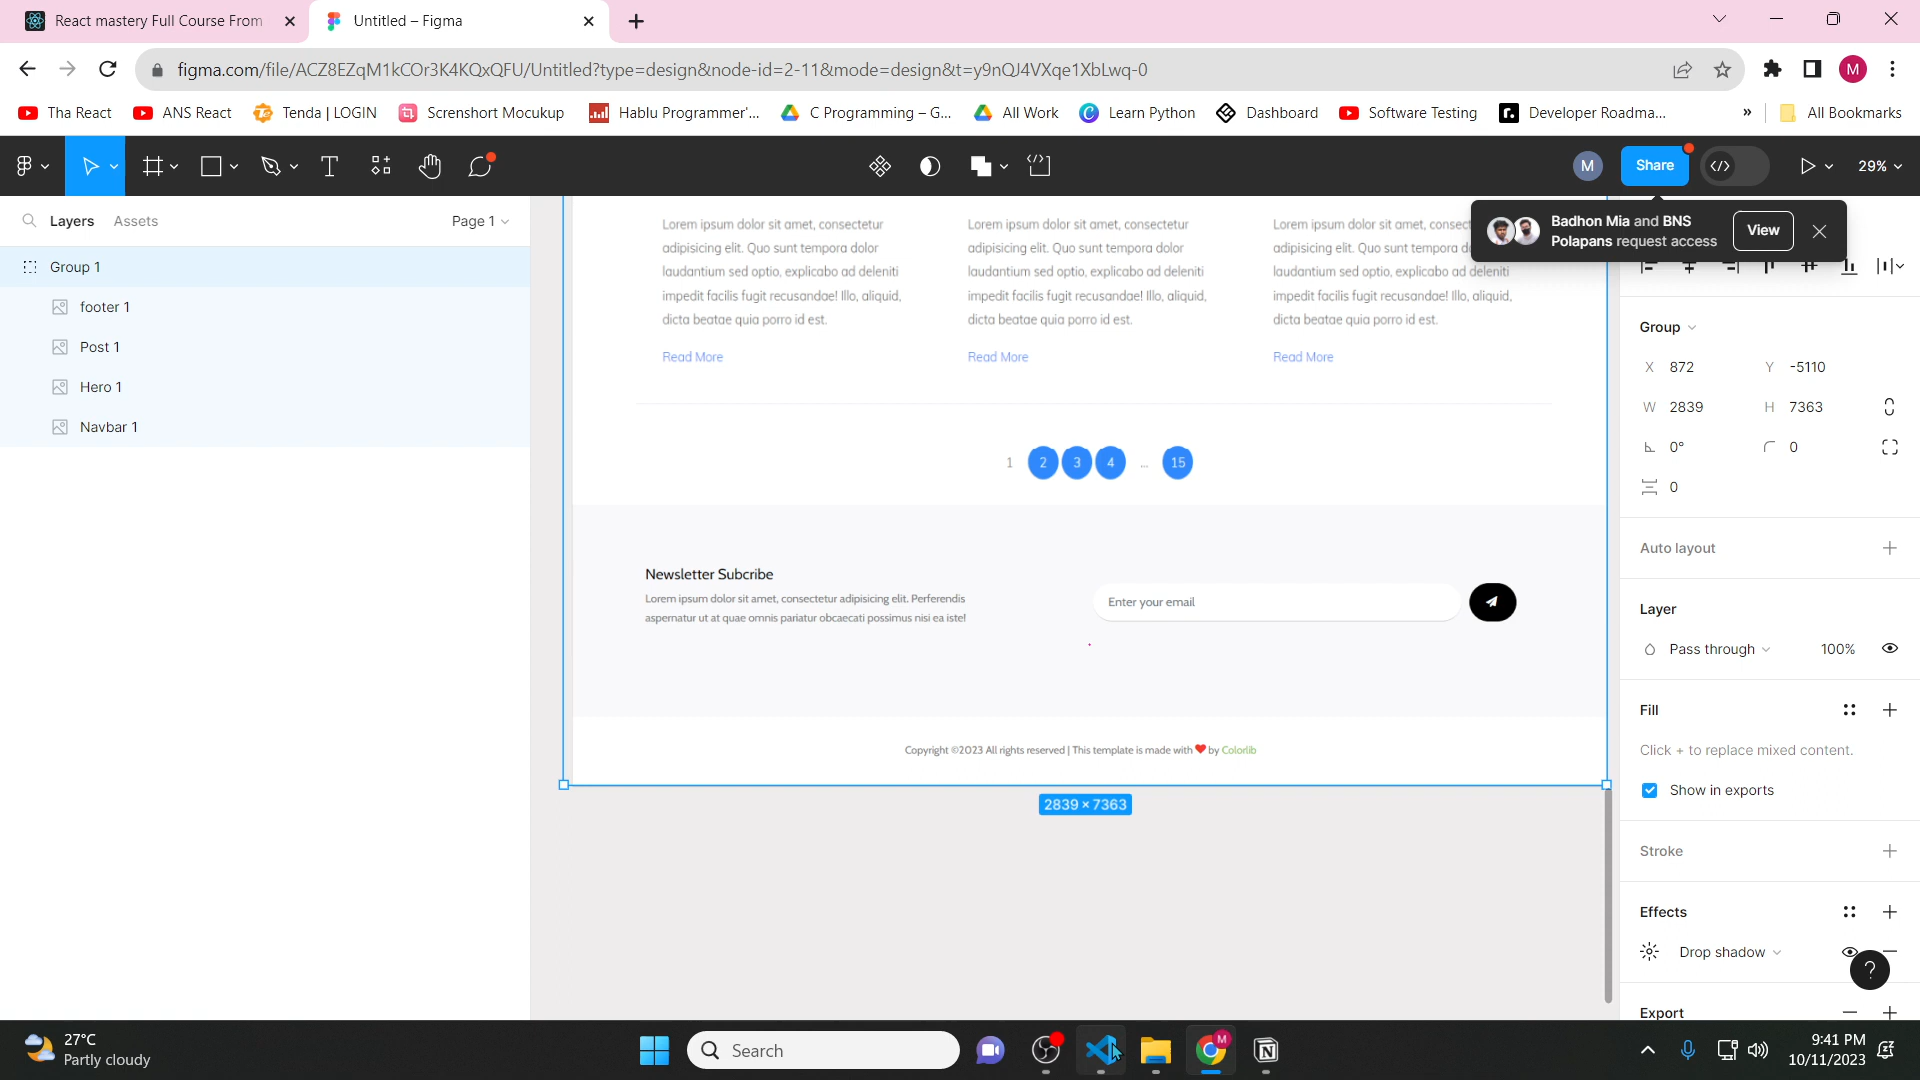 React mastery Full Course From
Untitled – Figma
figma.com/file/ACZ8EZqM1kCOr3K4KQxQFU/Untitled?type=design&node-id=2-11&mode=design&t=y9nQJ4VXqe1XbLwq-0
M
Tha React
ANS React
Tenda | LOGIN
Screnshort Mocukup
Hablu Programmer'...
C Programming – G...
All Work
Learn Python
Dashboard
Software Testing
Developer Roadma...
»
All Bookmarks
M
Share
29%
Layers
Assets
Page 1
Badhon Mia and BNS
Polapans request access
View
Group 1
footer 1
Post 1
Hero 1
Navbar 1
Lorem ipsum dolor sit amet, consectetur
adipisicing elit. Quo sunt tempora dolor
laudantium sed optio, explicabo ad deleniti
impedit facilis fugit recusandae! Illo, aliquid,
dicta beatae quia porro id est.
Read More
Lorem ipsum dolor sit amet, consectetur
adipisicing elit. Quo sunt tempora dolor
laudantium sed optio, explicabo ad deleniti
impedit facilis fugit recusandae! Illo, aliquid,
dicta beatae quia porro id est.
Read More
Lorem ipsum dolor sit amet, consect
adipisicing elit. Quo sunt tempora d
laudantium sed optio, explicabo ad deleniti
impedit facilis fugit recusandae! Illo, aliquid,
dicta beatae quia porro id est.
Read More
1 2 3 4 ... 15
Newsletter Subcribe
Lorem ipsum dolor sit amet, consectetur adipisicing elit. Perferendis
aspernatur ut at quae omnis pariatur obcaecati possimus nisi ea iste!
Enter your email
Copyright ©2023 All rights reserved | This template is made with ❤ by Colorlib
2839 × 7363
Group
X 872
Y -5110
W 2839
H 7363
0°
0
0
Auto layout
Layer
Pass through
100%
Fill
Click + to replace mixed content.
Show in exports
Stroke
Effects
Drop shadow
?
Export
27°C
Partly cloudy
Search
M
9:41 PM
10/11/2023